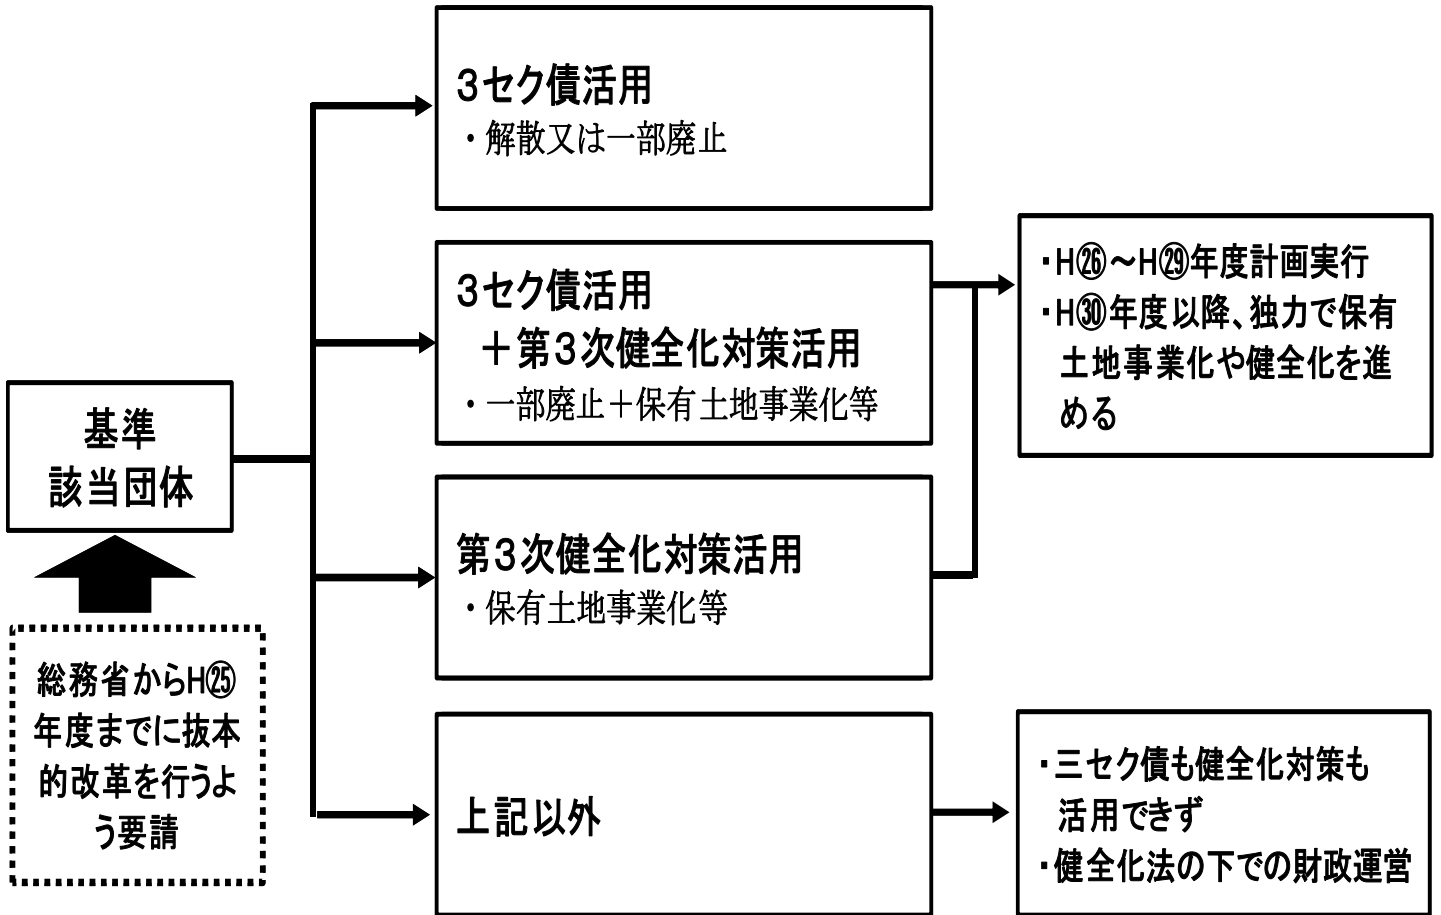 基準
該当団体
総務省からH㉕
年度までに抜本
的改革を行うよ
う要請
３セク債活用
・解散又は一部廃止
３セク債活用
＋第３次健全化対策活用
・一部廃止＋保有土地事業化等
第３次健全化対策活用
・保有土地事業化等
上記以外
・H㉖～H㉙年度計画実行
・H㉚年度以降、独力で保有
土地事業化や健全化を進
める
・三セク債も健全化対策も
活用できず
・健全化法の下での財政運営